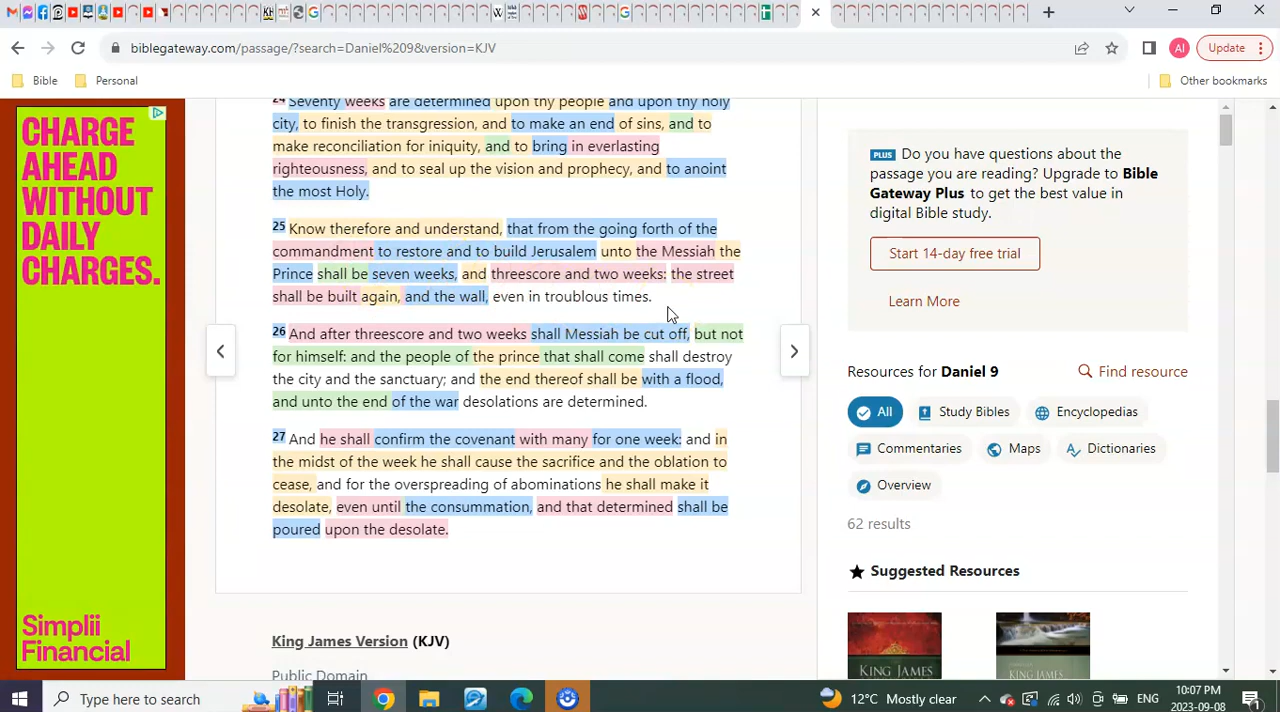 biblegateway.com/passage/?search=Daniel%209&version=KJV
AI
Update
Bible
Personal
Other bookmarks
CHARGE
AHEAD
WITHOUT
DAILY
CHARGES.
Simplii
Financial
24 Seventy weeks are determined upon thy people and upon thy holy
city, to finish the transgression, and to make an end of sins, and to
make reconciliation for iniquity, and to bring in everlasting
righteousness, and to seal up the vision and prophecy, and to anoint
the most Holy.
25 Know therefore and understand, that from the going forth of the
commandment to restore and to build Jerusalem unto the Messiah the
Prince shall be seven weeks, and threescore and two weeks: the street
shall be built again, and the wall, even in troublous times.
26 And after threescore and two weeks shall Messiah be cut off, but not
for himself: and the people of the prince that shall come shall destroy
the city and the sanctuary; and the end thereof shall be with a flood,
and unto the end of the war desolations are determined.
27 And he shall confirm the covenant with many for one week: and in
the midst of the week he shall cause the sacrifice and the oblation to
cease, and for the overspreading of abominations he shall make it
desolate, even until the consummation, and that determined shall be
poured upon the desolate.
King James Version (KJV)
Public Domain
PLUS Do you have questions about the
passage you are reading? Upgrade to Bible
Gateway Plus to get the best value in
digital Bible study.
Start 14-day free trial
Learn More
Resources for Daniel 9
Find resource
All
Study Bibles
Encyclopedias
Commentaries
Maps
Dictionaries
Overview
62 results
Suggested Resources
KING JAMES
KING JAMES
Type here to search
12°C Mostly clear
ENG
10:07 PM
2023-09-08
1